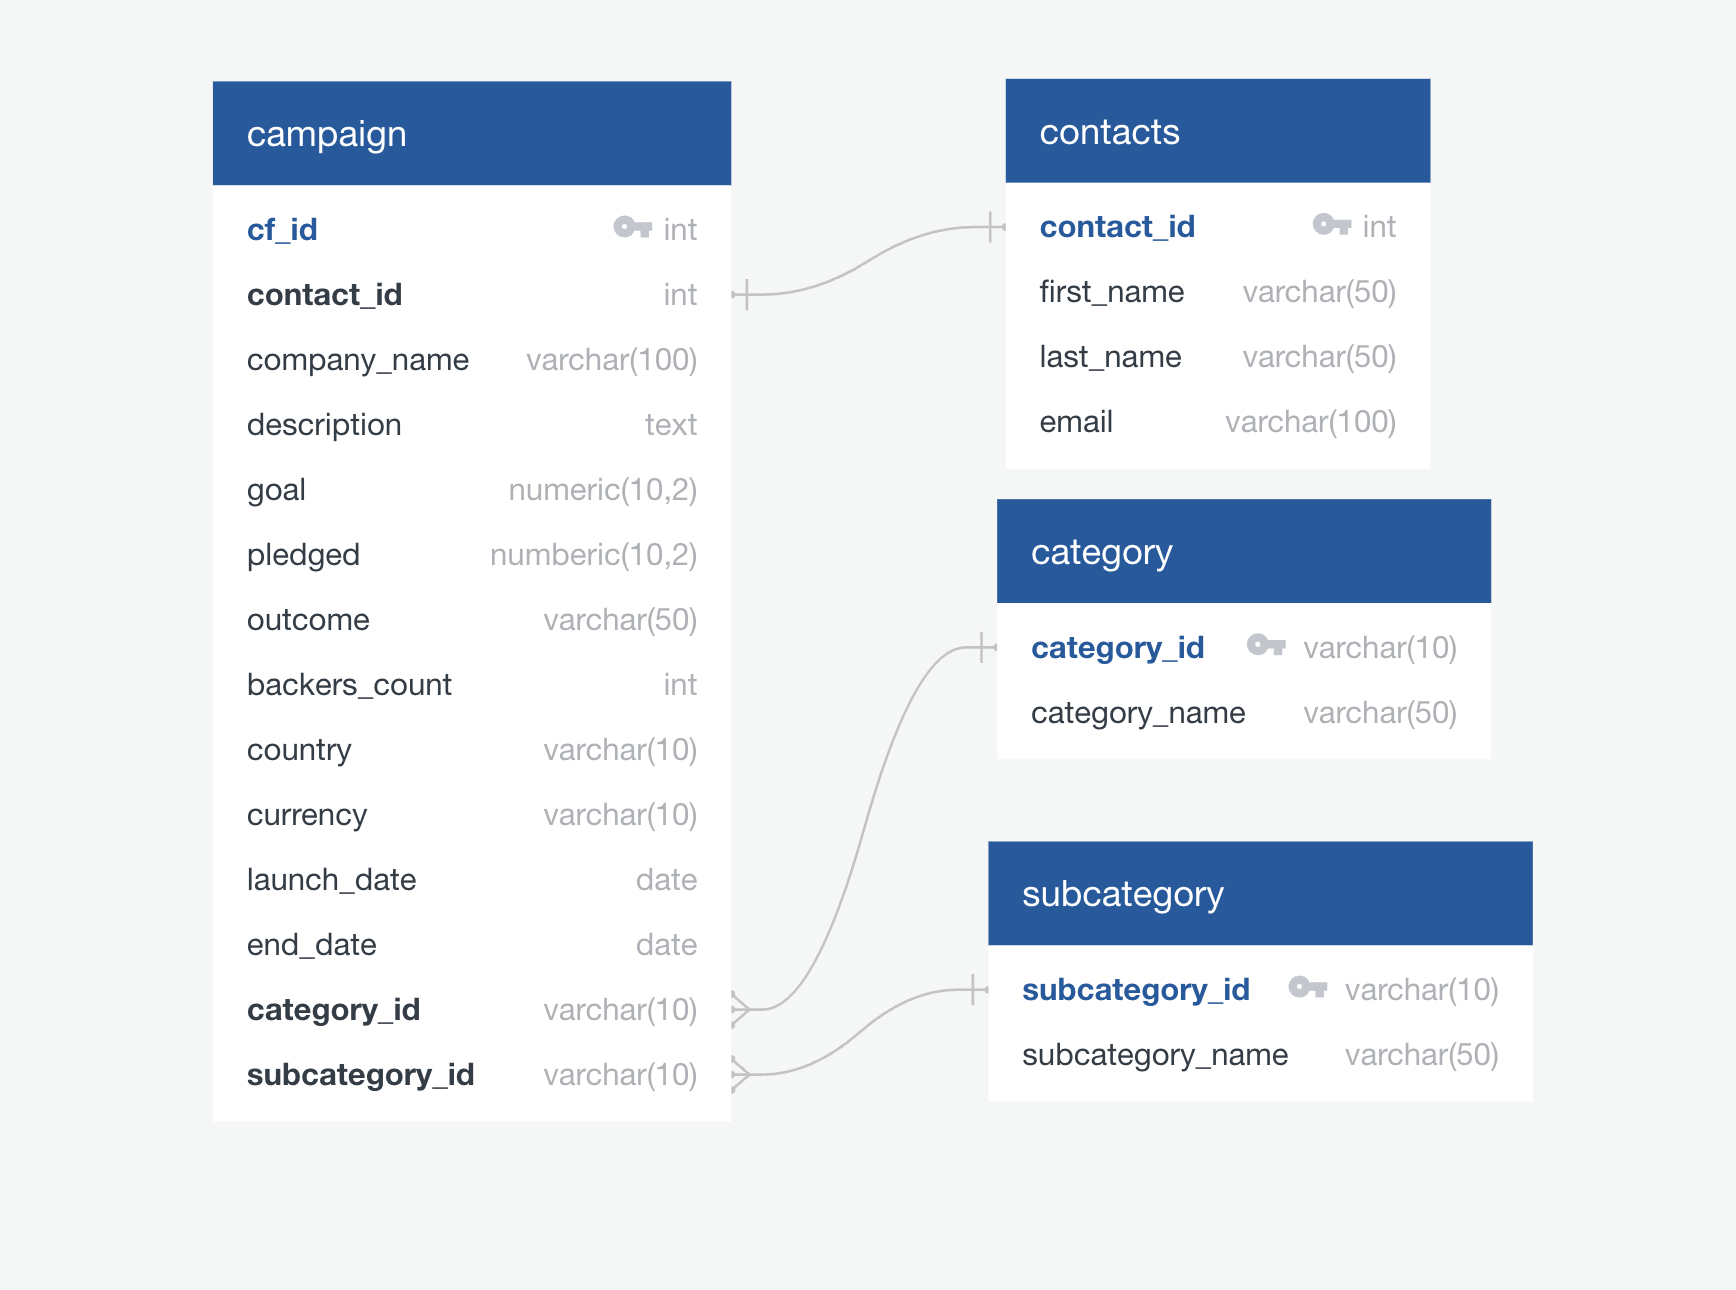 campaign
cf_id int
contact_id int
company_name varchar(100)
description text
goal numeric(10,2)
pledged numberic(10,2)
outcome varchar(50)
backers_count int
country varchar(10)
currency varchar(10)
launch_date date
end_date date
category_id varchar(10)
subcategory_id varchar(10)
contacts
contact_id int
first_name varchar(50)
last_name varchar(50)
email varchar(100)
category
category_id varchar(10)
category_name varchar(50)
subcategory
subcategory_id varchar(10)
subcategory_name varchar(50)